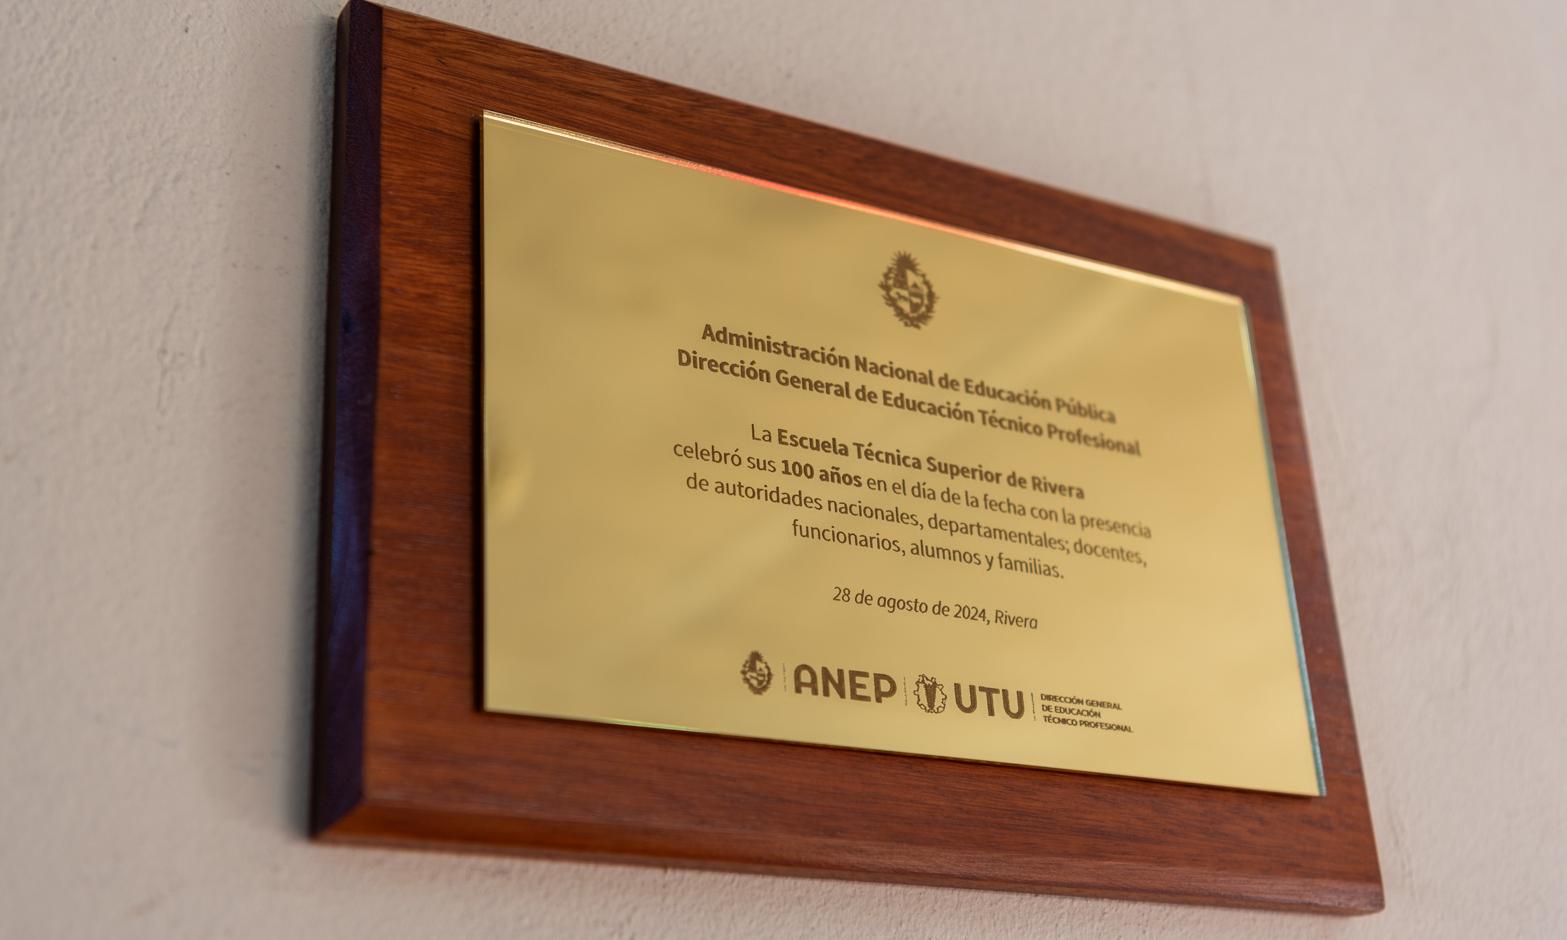 Administración Nacional de Educación Pública
Dirección General de Educación Técnico Profesional
La Escuela Técnica Superior de Rivera
celebró sus 100 años en el día de la fecha con la presencia
de autoridades nacionales, departamentales; docentes,
funcionarios, alumnos y familias.
28 de agosto de 2024, Rivera
ANEP
UTU
DIRECCIÓN GENERAL
DE EDUCACIÓN
TÉCNICO PROFESIONAL